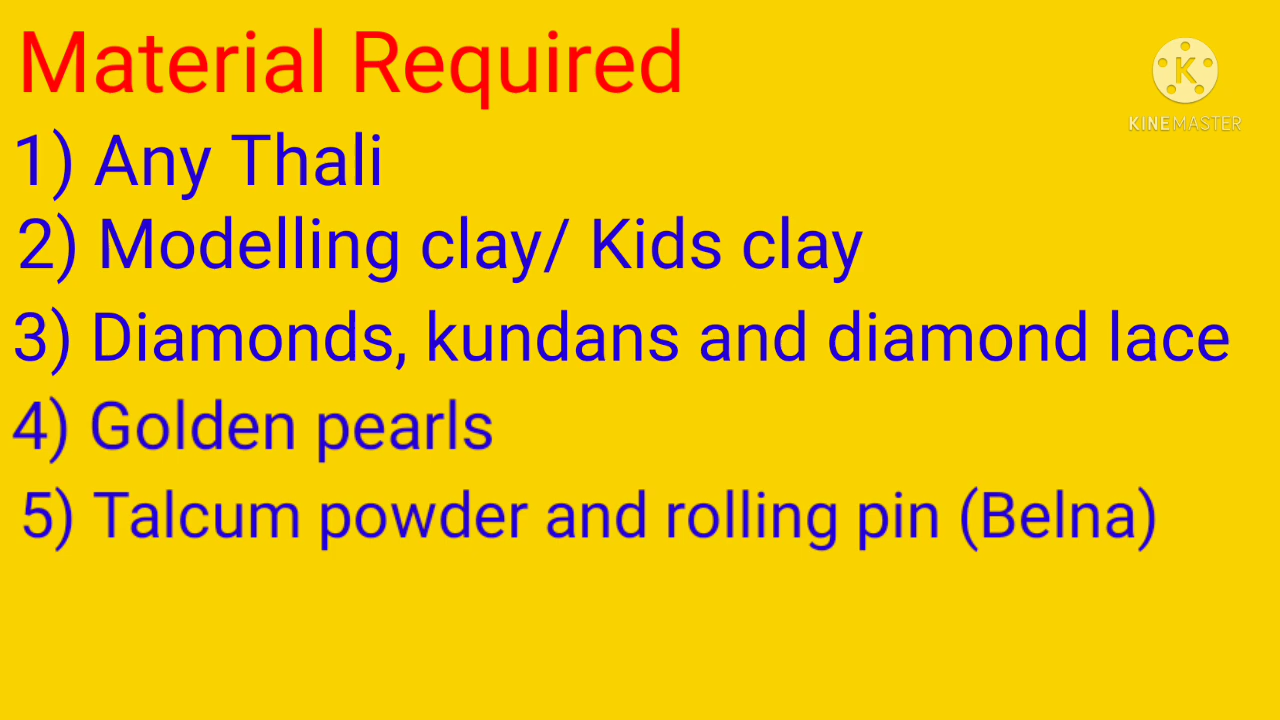 Material Required
KINEMASTER
1) Any Thali
2) Modelling clay/ Kids clay
3) Diamonds, kundans and diamond lace
4) Golden pearls
5) Talcum powder and rolling pin (Belna)